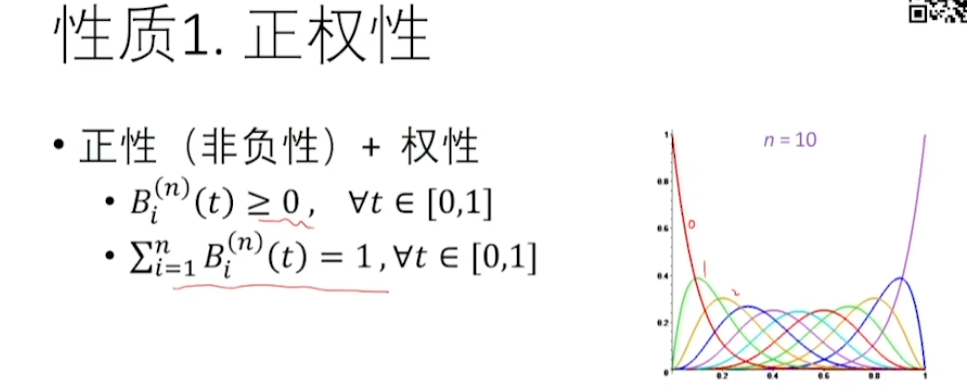 性质1. 正权性
• 正性（非负性）+ 权性
• $B_i^{(n)}(t) \geq 0$, $\forall t \in [0,1]$
• $\sum_{i=1}^{n} B_i^{(n)}(t) = 1, \forall t \in [0,1]$
n = 10
1
0.8
0.6
0.4
0.2
0
0.2
0.4
0.6
0.8
1
0
1
2